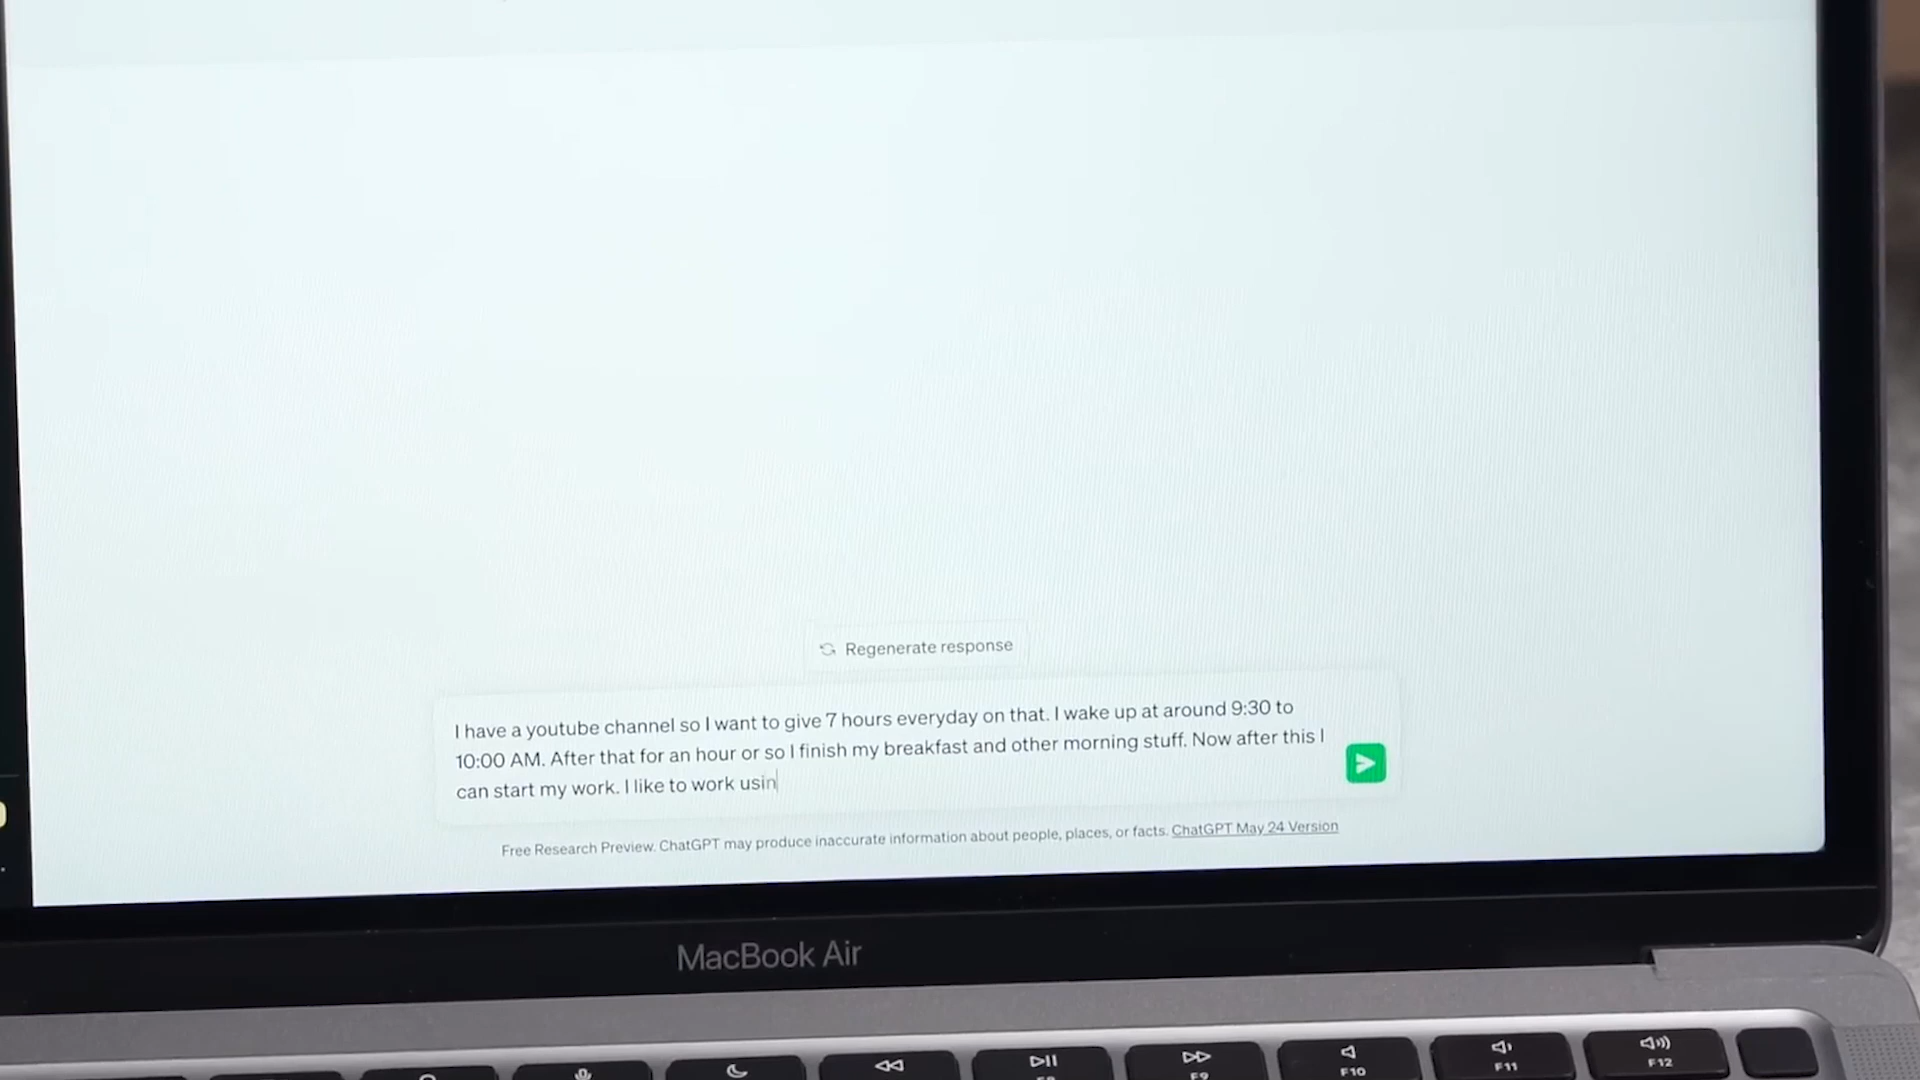 Regenerate response
I have a youtube channel so I want to give 7 hours everyday on that. I wake up at around 9:30 to
10:00 AM. After that for an hour or so I finish my breakfast and other morning stuff. Now after this I
can start my work. I like to work usin
Free Research Preview. ChatGPT may produce inaccurate information about people, places, or facts. ChatGPT May 24 Version
MacBook Air
F9
F10
F11
F12